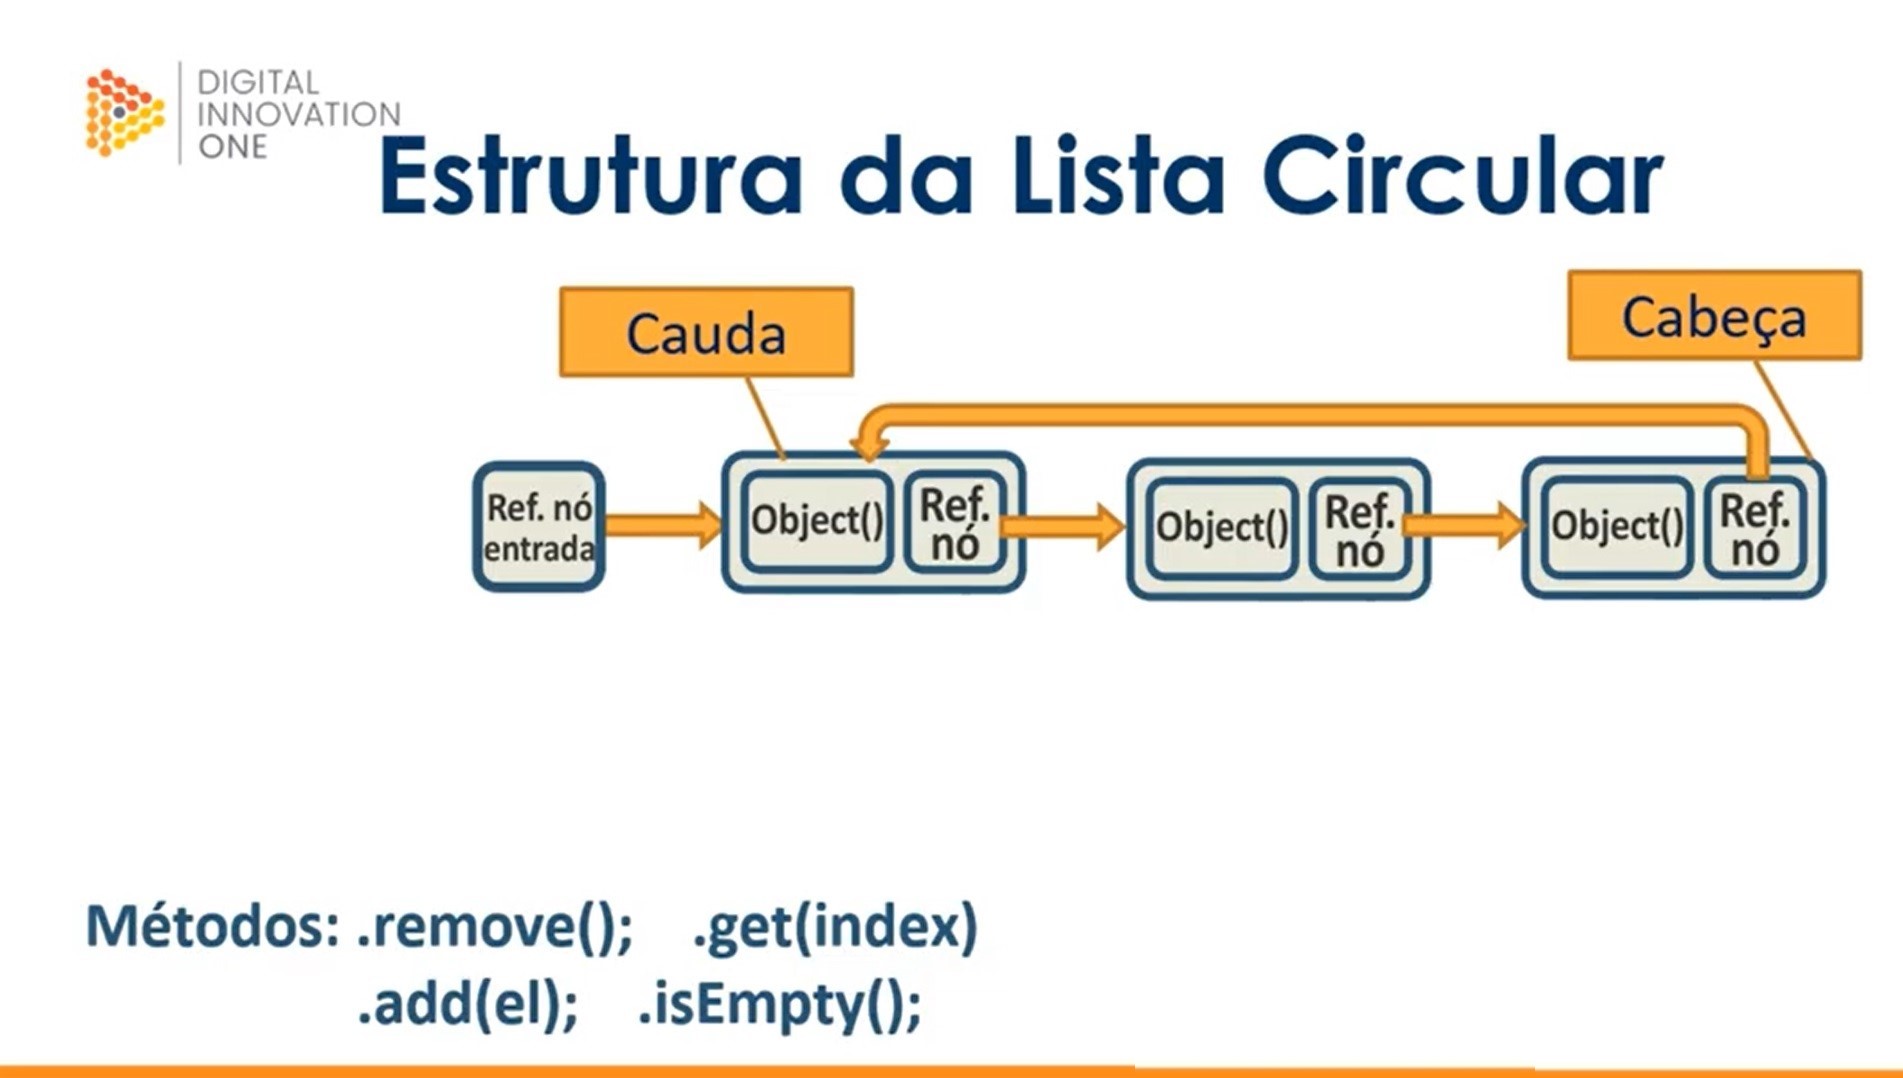 DIGITAL
INNOVATION
ONE
Estrutura da Lista Circular
Cauda
Cabeça
Ref. nó
entrada
Object()
Ref.
nó
Object()
Ref.
nó
Object()
Ref.
nó
Métodos: .remove(); .get(index)
.add(el); .isEmpty();